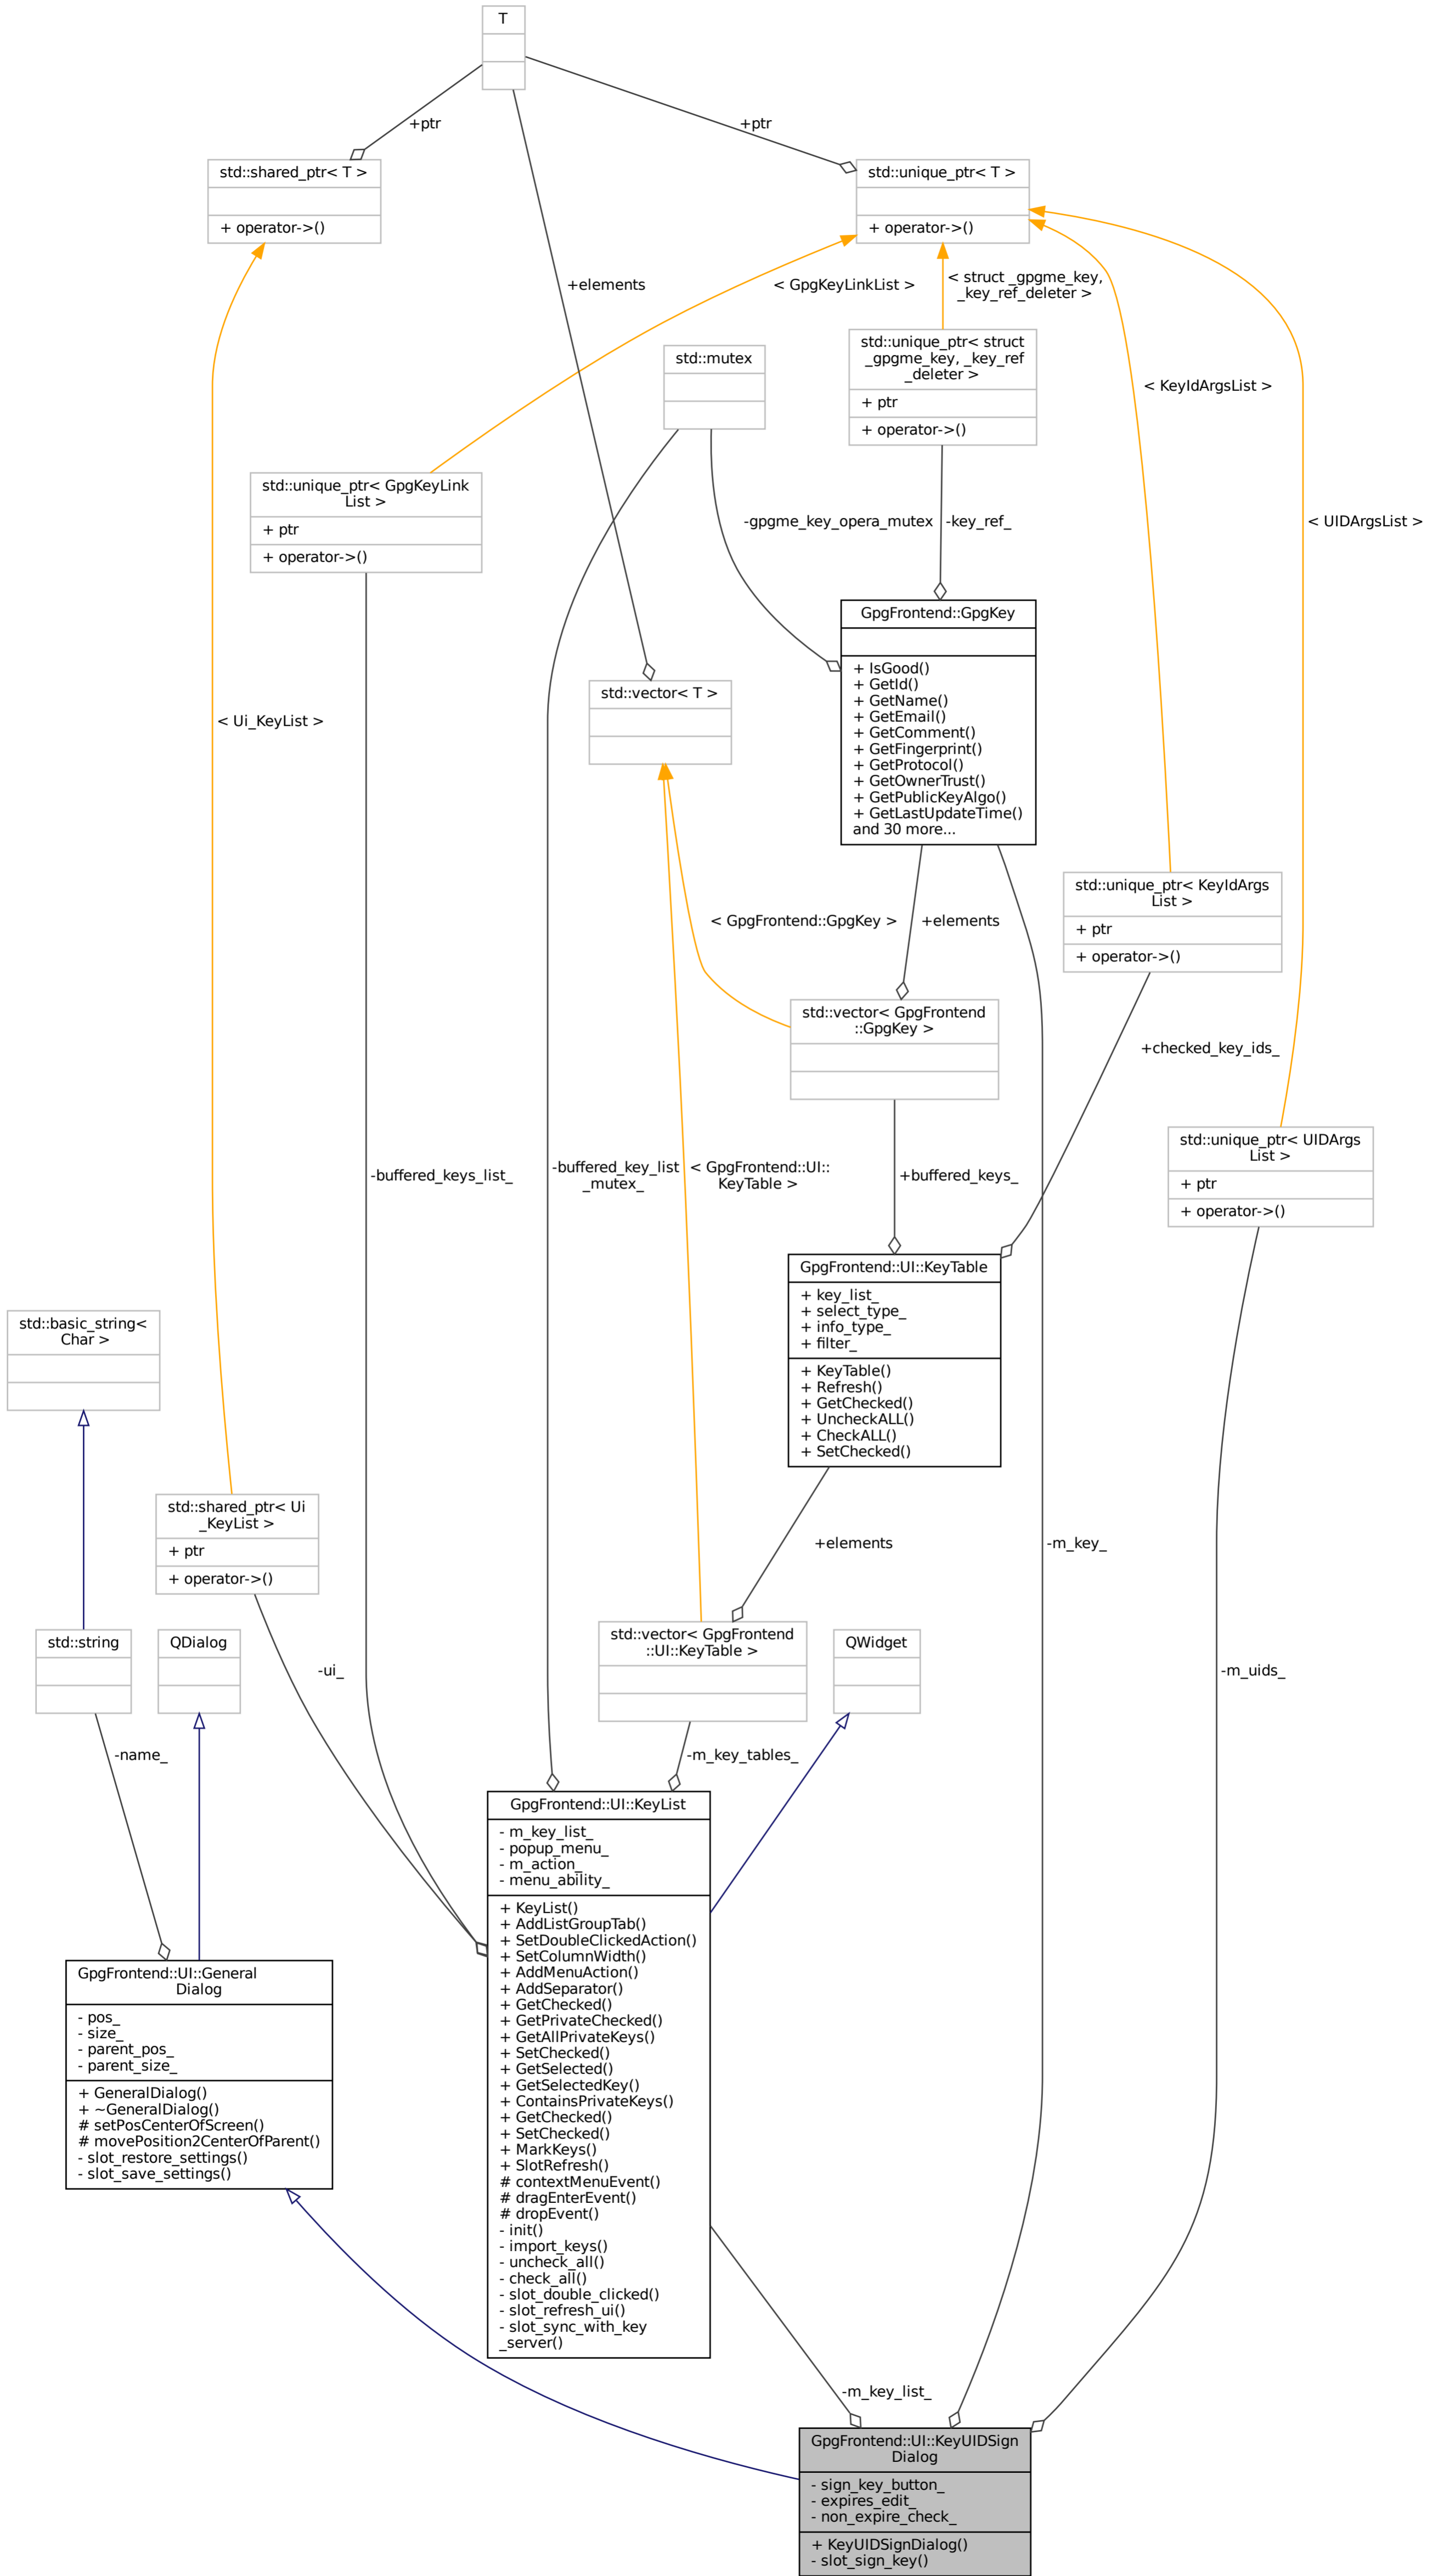 T
+ptr
+ptr
std::shared_ptr< T >
+ operator->()
std::unique_ptr< T >
+ operator->()
+elements
< GpgKeyLinkList >
< struct _gpgme_key,
_key_ref_deleter >
std::mutex
std::unique_ptr< struct
_gpgme_key, _key_ref
_deleter >
+ ptr
+ operator->()
< KeyIdArgsList >
std::unique_ptr< GpgKeyLink
List >
+ ptr
+ operator->()
-gpgme_key_opera_mutex
-key_ref_
< UIDArgsList >
GpgFrontend::GpgKey
+ IsGood()
+ GetId()
+ GetName()
+ GetEmail()
+ GetComment()
+ GetFingerprint()
+ GetProtocol()
+ GetOwnerTrust()
+ GetPublicKeyAlgo()
+ GetLastUpdateTime()
and 30 more...
std::vector< T >
< Ui_KeyList >
std::unique_ptr< KeyIdArgs
List >
+ ptr
+ operator->()
< GpgFrontend::GpgKey >
+elements
std::vector< GpgFrontend
::GpgKey >
+checked_key_ids_
std::unique_ptr< UIDArgs
List >
+ ptr
+ operator->()
-buffered_keys_list_
-buffered_key_list
_mutex_
< GpgFrontend::UI::
KeyTable >
+buffered_keys_
GpgFrontend::UI::KeyTable
+ key_list_
+ select_type_
+ info_type_
+ filter_
+ KeyTable()
+ Refresh()
+ GetChecked()
+ UncheckALL()
+ CheckALL()
+ SetChecked()
std::basic_string<
Char >
std::shared_ptr< Ui
_KeyList >
+ ptr
+ operator->()
+elements
-m_key_
std::string
QDialog
-ui_
std::vector< GpgFrontend
::UI::KeyTable >
QWidget
-m_uids_
-name_
-m_key_tables_
GpgFrontend::UI::KeyList
- m_key_list_
- popup_menu_
- m_action_
- menu_ability_
+ KeyList()
+ AddListGroupTab()
+ SetDoubleClickedAction()
+ SetColumnWidth()
+ AddMenuAction()
+ AddSeparator()
+ GetChecked()
+ GetPrivateChecked()
+ GetAllPrivateKeys()
+ SetChecked()
+ GetSelected()
+ GetSelectedKey()
+ ContainsPrivateKeys()
+ GetChecked()
+ SetChecked()
+ MarkKeys()
+ SlotRefresh()
# contextMenuEvent()
# dragEnterEvent()
# dropEvent()
- init()
- import_keys()
- uncheck_all()
- check_all()
- slot_double_clicked()
- slot_refresh_ui()
- slot_sync_with_key
_server()
GpgFrontend::UI::General
Dialog
- pos_
- size_
- parent_pos_
- parent_size_
+ GeneralDialog()
+ ~GeneralDialog()
# setPosCenterOfScreen()
# movePosition2CenterOfParent()
- slot_restore_settings()
- slot_save_settings()
-m_key_list_
GpgFrontend::UI::KeyUIDSign
Dialog
- sign_key_button_
- expires_edit_
- non_expire_check_
+ KeyUIDSignDialog()
- slot_sign_key()